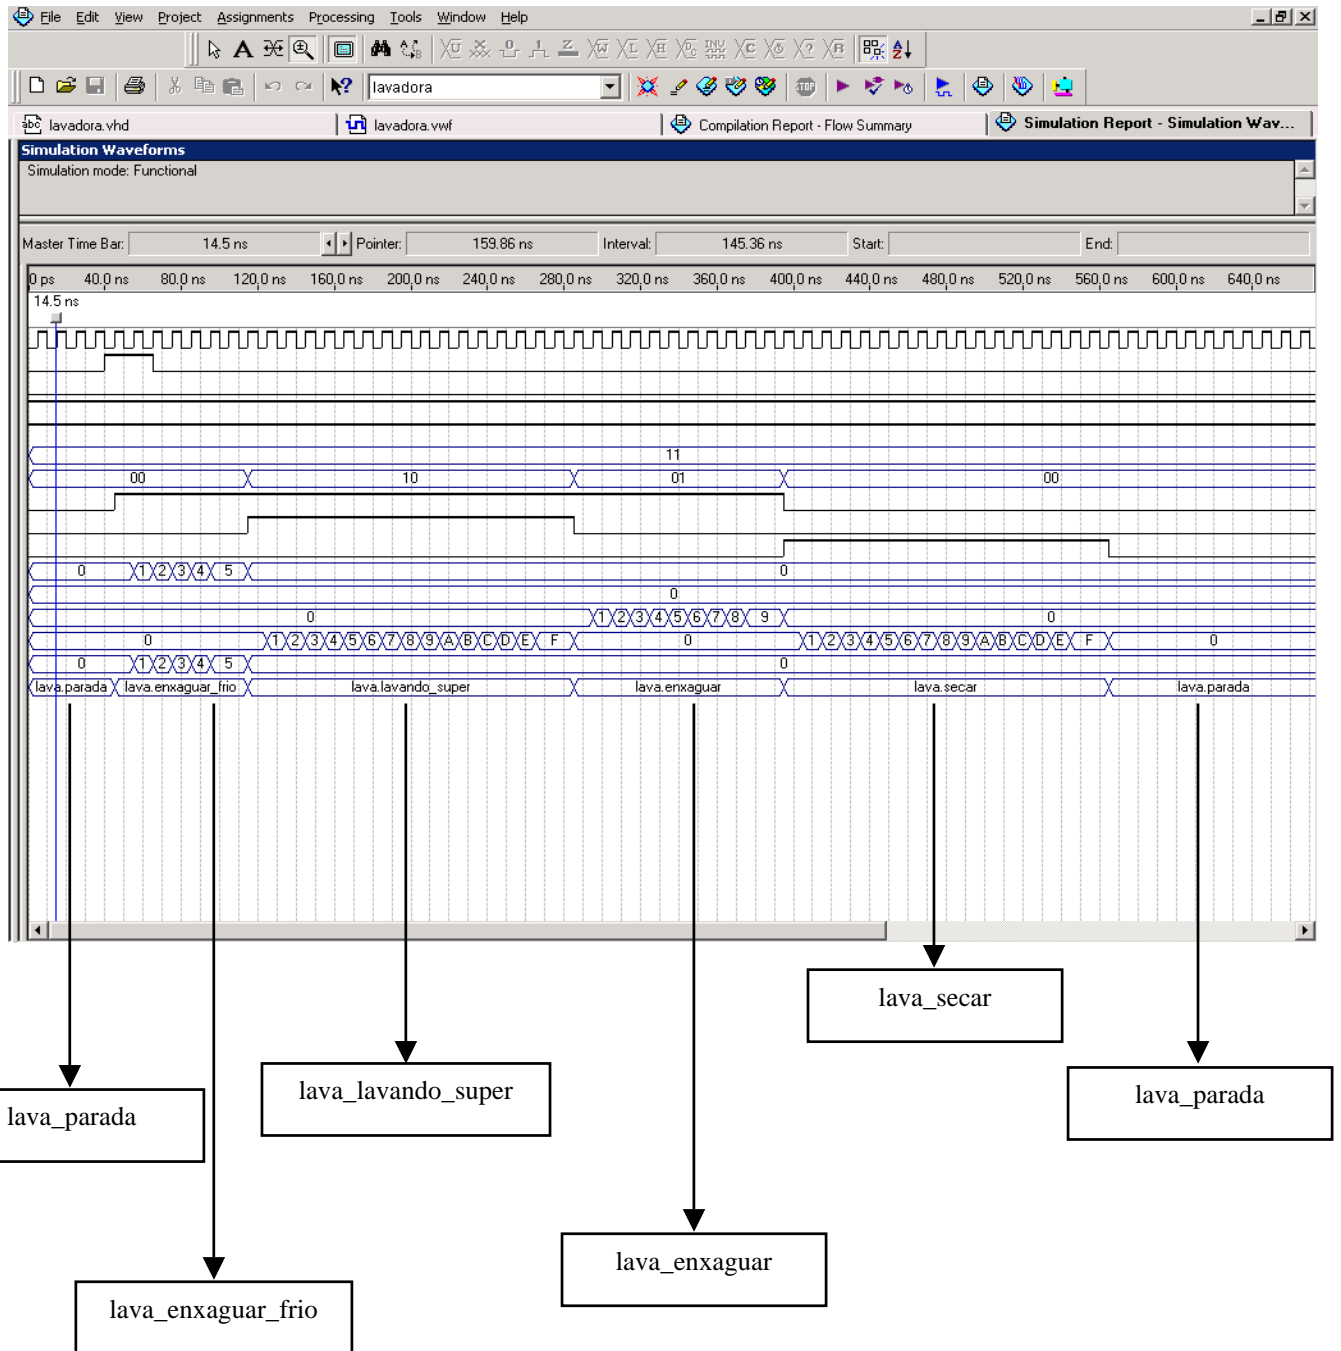 File Edit View Project Assignments Processing Tools Window Help
lavadora
abc lavadora.vhd lavadora.vwf Compilation Report - Flow Summary Simulation Report - Simulation Wav...
Simulation Waveforms
Simulation mode: Functional
Master Time Bar: 14.5 ns Pointer: 159.86 ns Interval: 145.36 ns Start: End:
0 ps 40.0 ns 80.0 ns 120.0 ns 160.0 ns 200.0 ns 240.0 ns 280.0 ns 320.0 ns 360.0 ns 400.0 ns 440.0 ns 480.0 ns 520.0 ns 560.0 ns 600.0 ns 640.0 ns
14.5 ns
11
00 10 01 00
0 1 2 3 4 5 0
0
0 1 2 3 4 5 6 7 8 9 0
0 1 2 3 4 5 6 7 8 9 A B C D E F 0 1 2 3 4 5 6 7 8 9 A B C D E F 0
0 1 2 3 4 5 0
lava.parada lava.enxaguar_frio lava.lavando_super lava.enxaguar lava.secar lava.parada
lava_secar
lava_lavando_super
lava_parada
lava_parada
lava_enxaguar
lava_enxaguar_frio